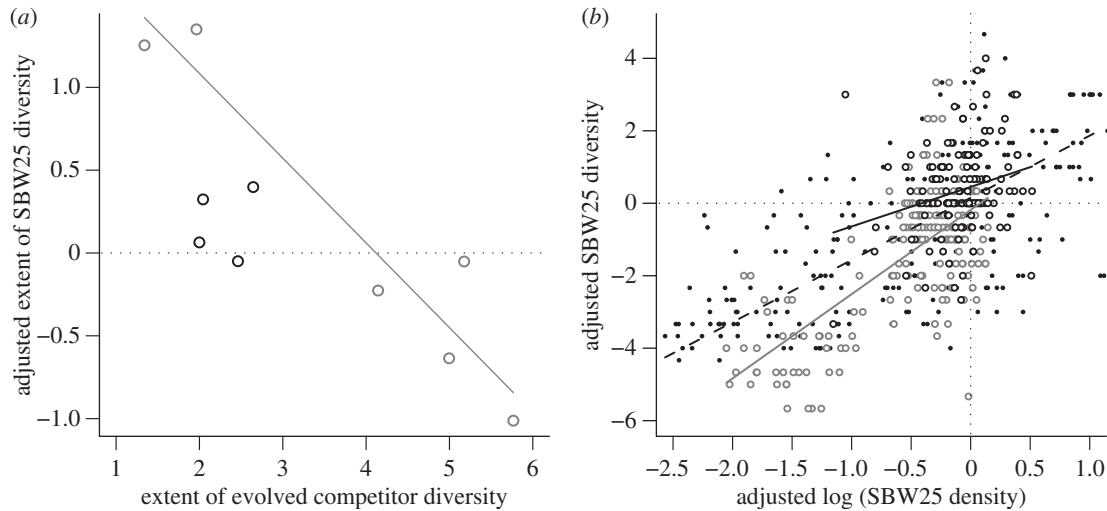 (a)
adjusted extent of SBW25 diversity
1.0
0.5
0
−0.5
−1.0
1 2 3 4 5 6
extent of evolved competitor diversity
(b)
adjusted SBW25 diversity
4
2
0
−2
−4
−6
−2.5 −2.0 −1.5 −1.0 −0.5 0 0.5 1.0
adjusted log (SBW25 density)